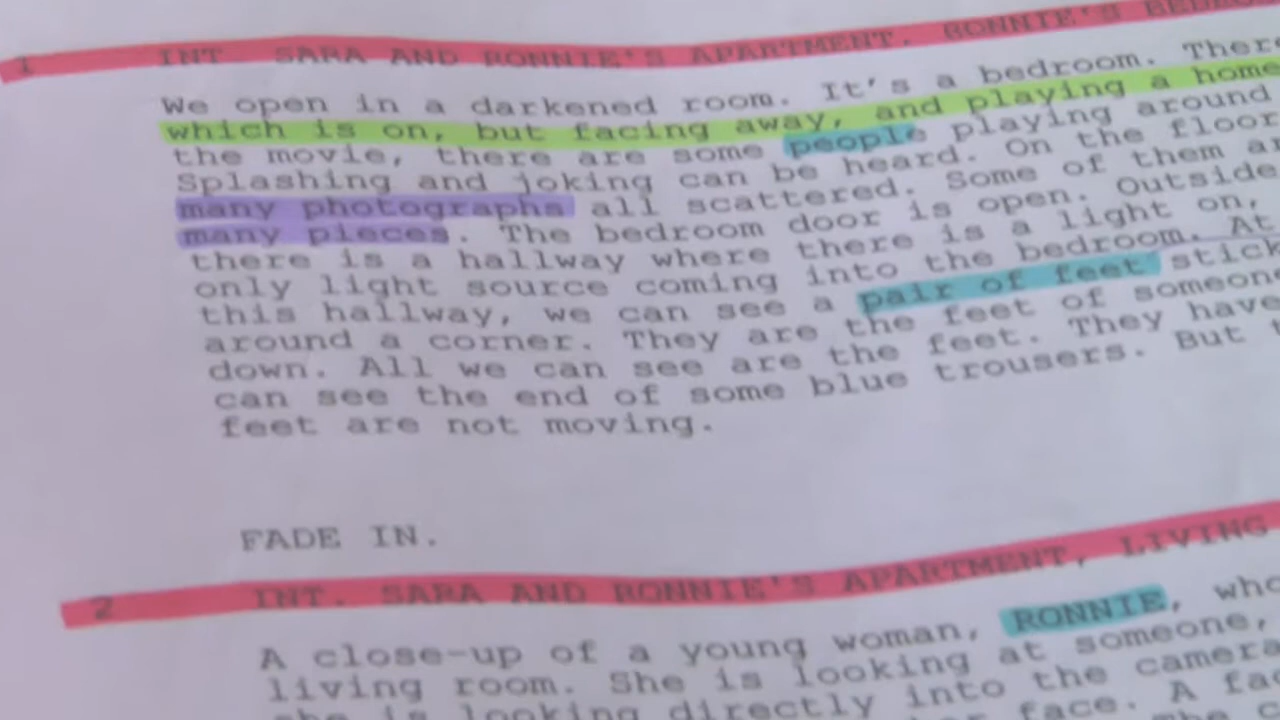 1 INT. SARA AND RONNIE'S APARTMENT. RONNIE'S
We open in a darkened room. It's a bedroom. There
which is on, but facing away, and playing a home
the movie, there are some people playing around
Splashing and joking can be heard. On the floor
many photographs all scattered. Some of them
many pieces. The bedroom door is open. Outside
there is a hallway where there is a light on,
only light source coming into the bedroom. At
this hallway, we can see a pair of feet stick
around a corner. They are the feet of someone
down. All we can see are the feet. They have
can see the end of some blue trousers. But
feet are not moving.
FADE IN.
2 INT. SARA AND RONNIE'S APARTMENT, LIVING
A close-up of a young woman, RONNIE, who
living room. She is looking at someone,
she is looking directly into the camera
face. A